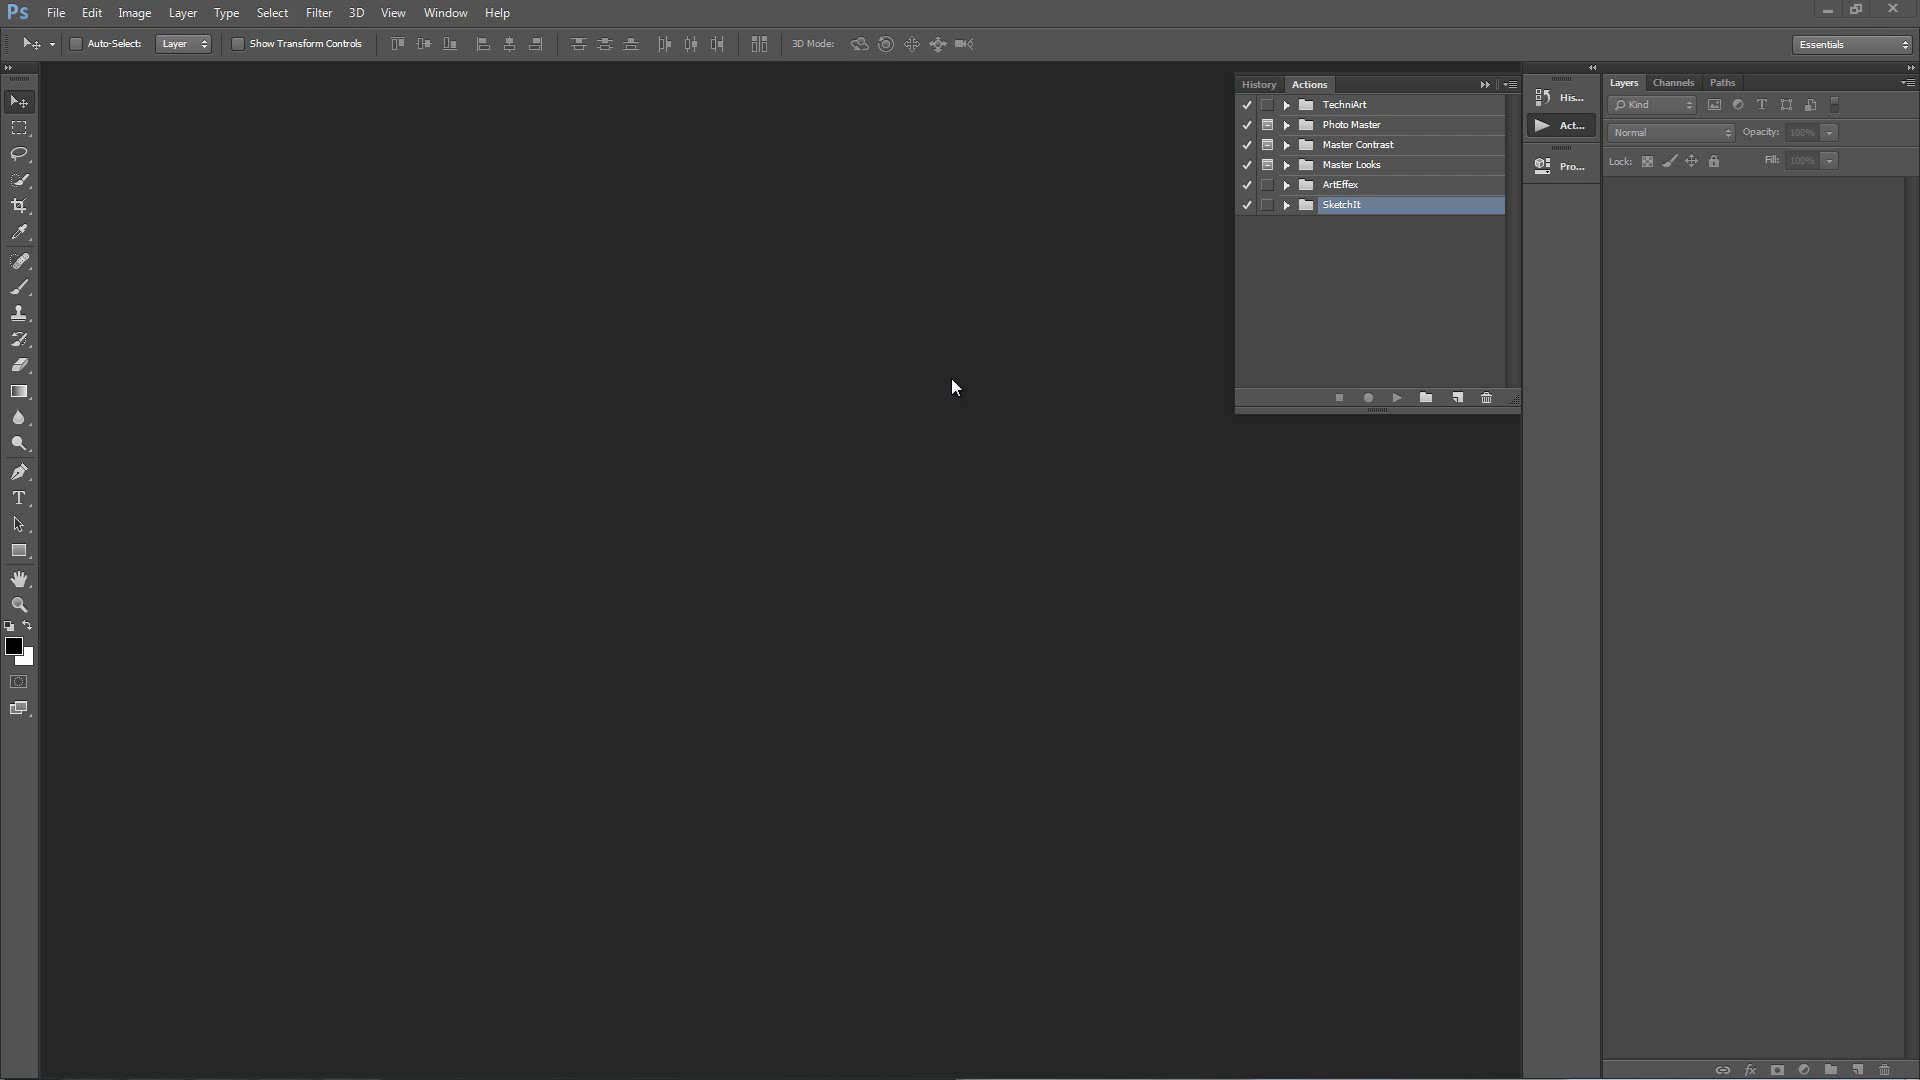 Ps File Edit Image Layer Type Select Filter 3D View Window Help
Auto-Select: Layer Show Transform Controls 3D Mode: Essentials
History Actions
TechniArt
Photo Master
Master Contrast
Master Looks
ArtEffex
SketchIt
His...
Act...
Pro...
Layers Channels Paths
Kind
Normal Opacity: 100%
Lock: Fill: 100%
T
fx